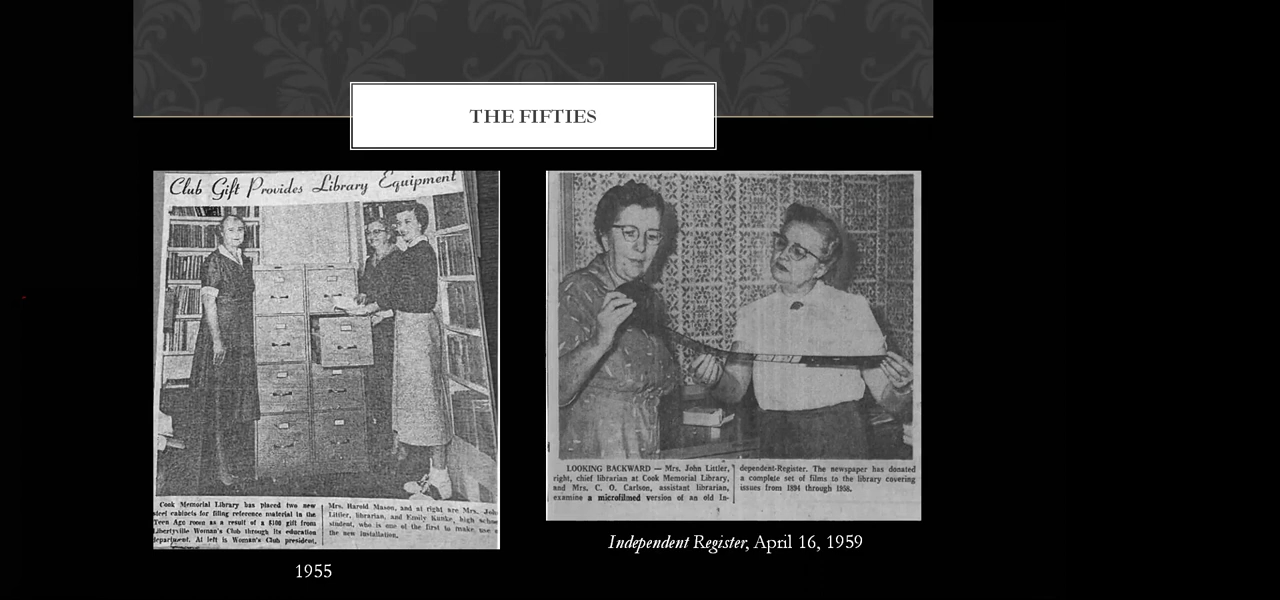 THE FIFTIES
Club Gift Provides Library Equipment
Cook Memorial Library has placed two new
steel cabinets for filing reference material in the
Teen Age room as a result of a $100 gift from
Libertyville Woman's Club through its education
department. At left is Woman's Club president,
Mrs. Harold Mason, and at right are Mrs. Joh
Littler, librarian, and Emily Kunke, high schoo
student, who is one of the first to make use o
the new installation.
1955
LOOKING BACKWARD — Mrs. John Littler,
right, chief librarian at Cook Memorial Library,
and Mrs. C. O. Carlson, assistant librarian,
examine a microfilmed version of an old In-
dependent-Register. The newspaper has donated
a complete set of films to the library covering
issues from 1894 through 1958.
Independent Register, April 16, 1959